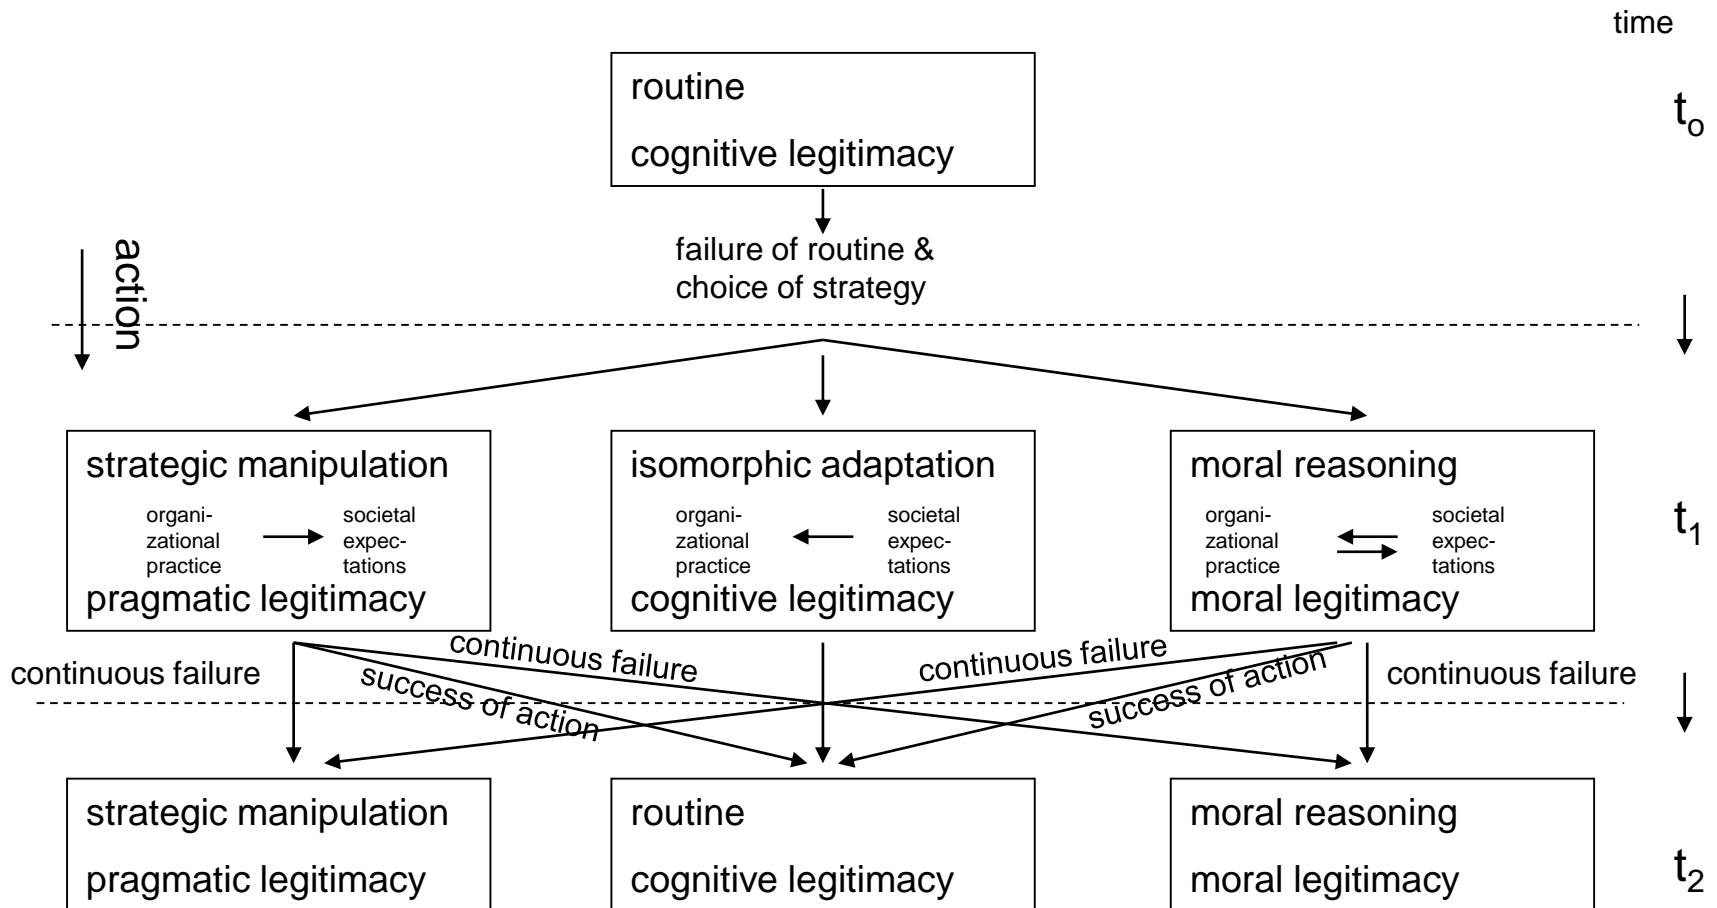 time
routine
cognitive legitimacy
to
failure of routine &
choice of strategy
action
strategic manipulation
organi-
zational
practice
societal
expec-
tations
pragmatic legitimacy
isomorphic adaptation
organi-
zational
practice
societal
expec-
tations
cognitive legitimacy
moral reasoning
organi-
zational
practice
societal
expec-
tations
moral legitimacy
t1
continuous failure
continuous failure
success of action
continuous failure
success of action
continuous failure
strategic manipulation
pragmatic legitimacy
routine
cognitive legitimacy
moral reasoning
moral legitimacy
t2